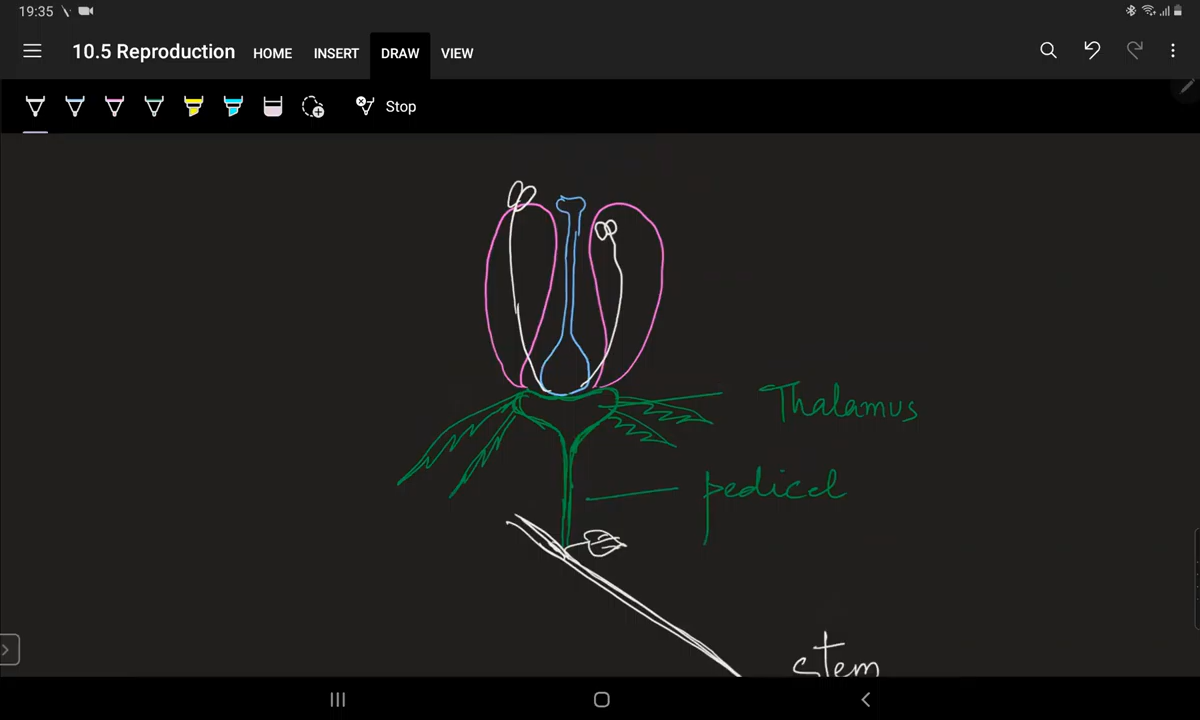 19:35
10.5 Reproduction HOME INSERT DRAW VIEW
Stop
Thalamus
pedicel
stem